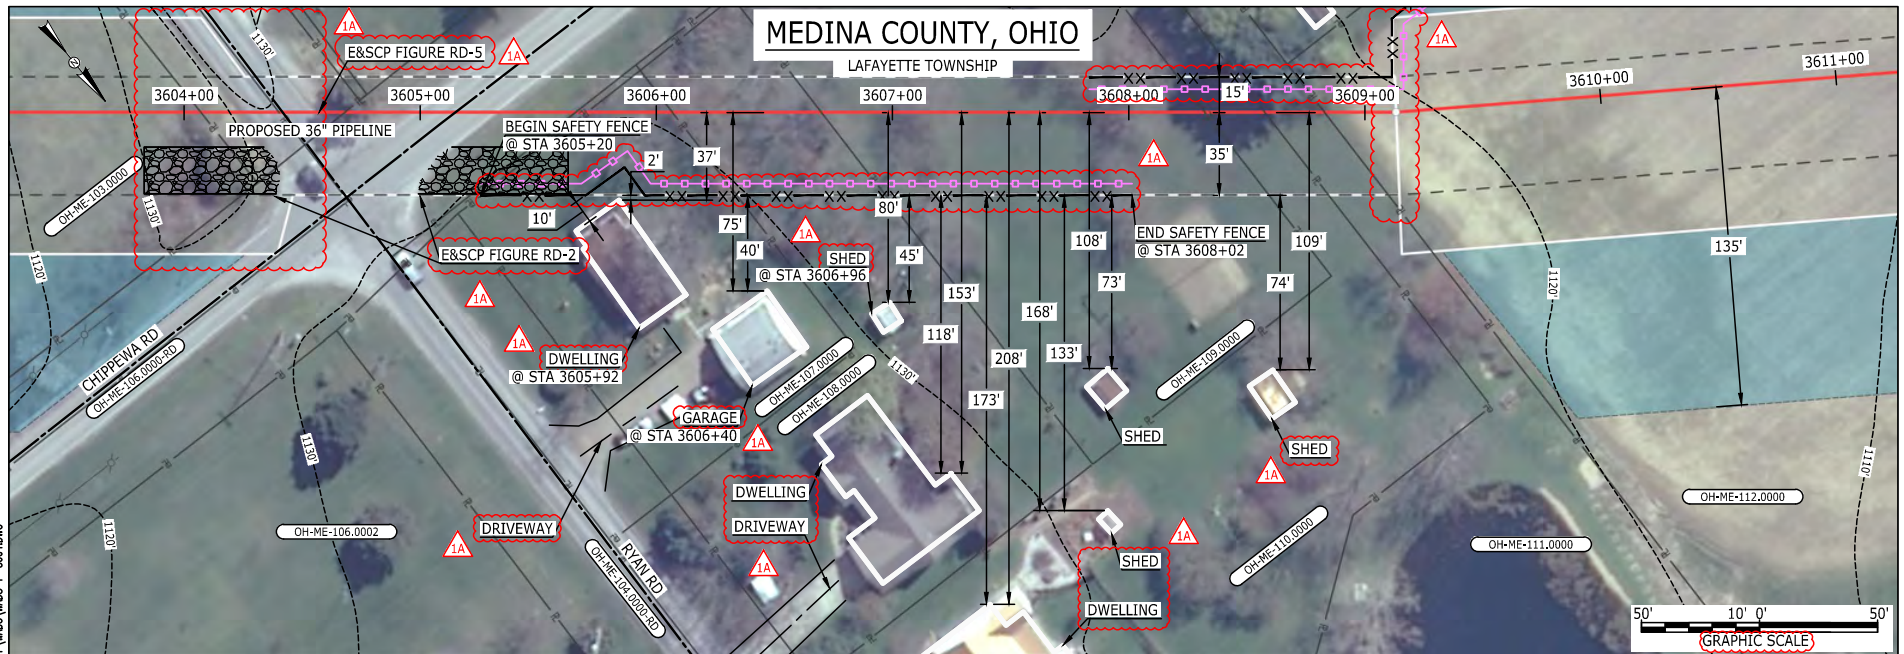 MEDINA COUNTY, OHIO
LAFAYETTE TOWNSHIP
1A
E&SCP FIGURE RD-5
1A
1A
1130'
3604+00
3605+00
3606+00
3607+00
3608+00
15'
3609+00
3610+00
3611+00
PROPOSED 36" PIPELINE
BEGIN SAFETY FENCE
@ STA 3605+20
2'
37'
35'
1A
OH-ME-103.0000
1130'
10'
75'
80'
108'
END SAFETY FENCE
@ STA 3608+02
109'
135'
E&SCP FIGURE RD-2
40'
1A
SHED
@ STA 3606+96
45'
73'
74'
1120'
1120'
1A
153'
168'
118'
133'
208'
173'
CHIPPEWA RD
OH-ME-106.0000-RD
1A
DWELLING
@ STA 3605+92
OH-ME-107.0000
OH-ME-108.0000
1130'
OH-ME-109.0000
GARAGE
@ STA 3606+40
1A
SHED
SHED
1A
1130'
1110'
DWELLING
DRIVEWAY
1A
OH-ME-112.0000
1120'
OH-ME-106.0002
DRIVEWAY
1A
RYAN RD
OH-ME-104.0000-RD
1A
SHED
DWELLING
OH-ME-110.0000
OH-ME-111.0000
50'
10'
0'
50'
GRAPHIC SCALE